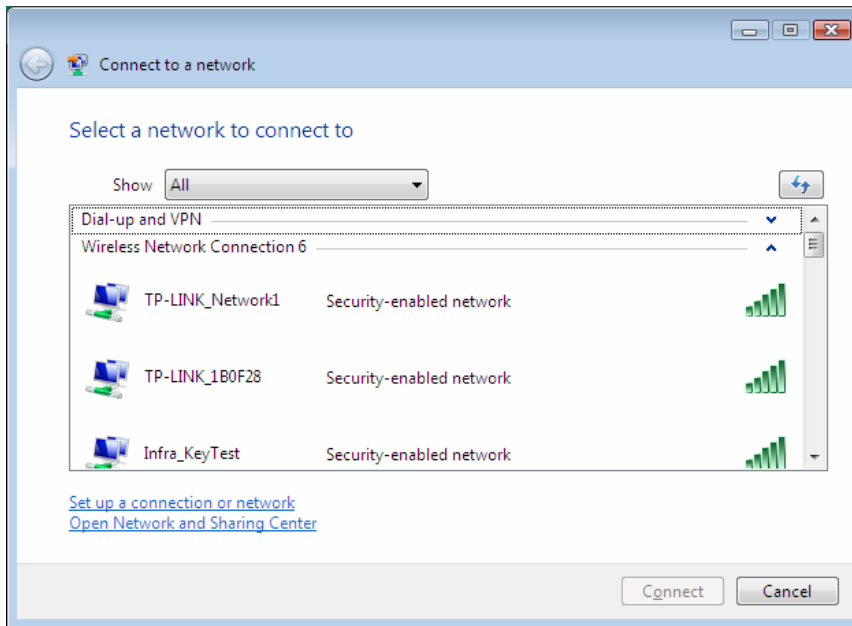 Connect to a network
Select a network to connect to
Show All
Dial-up and VPN
Wireless Network Connection 6
TP-LINK_Network1 Security-enabled network
TP-LINK_1B0F28 Security-enabled network
Infra_KeyTest Security-enabled network
Set up a connection or network
Open Network and Sharing Center
Connect Cancel